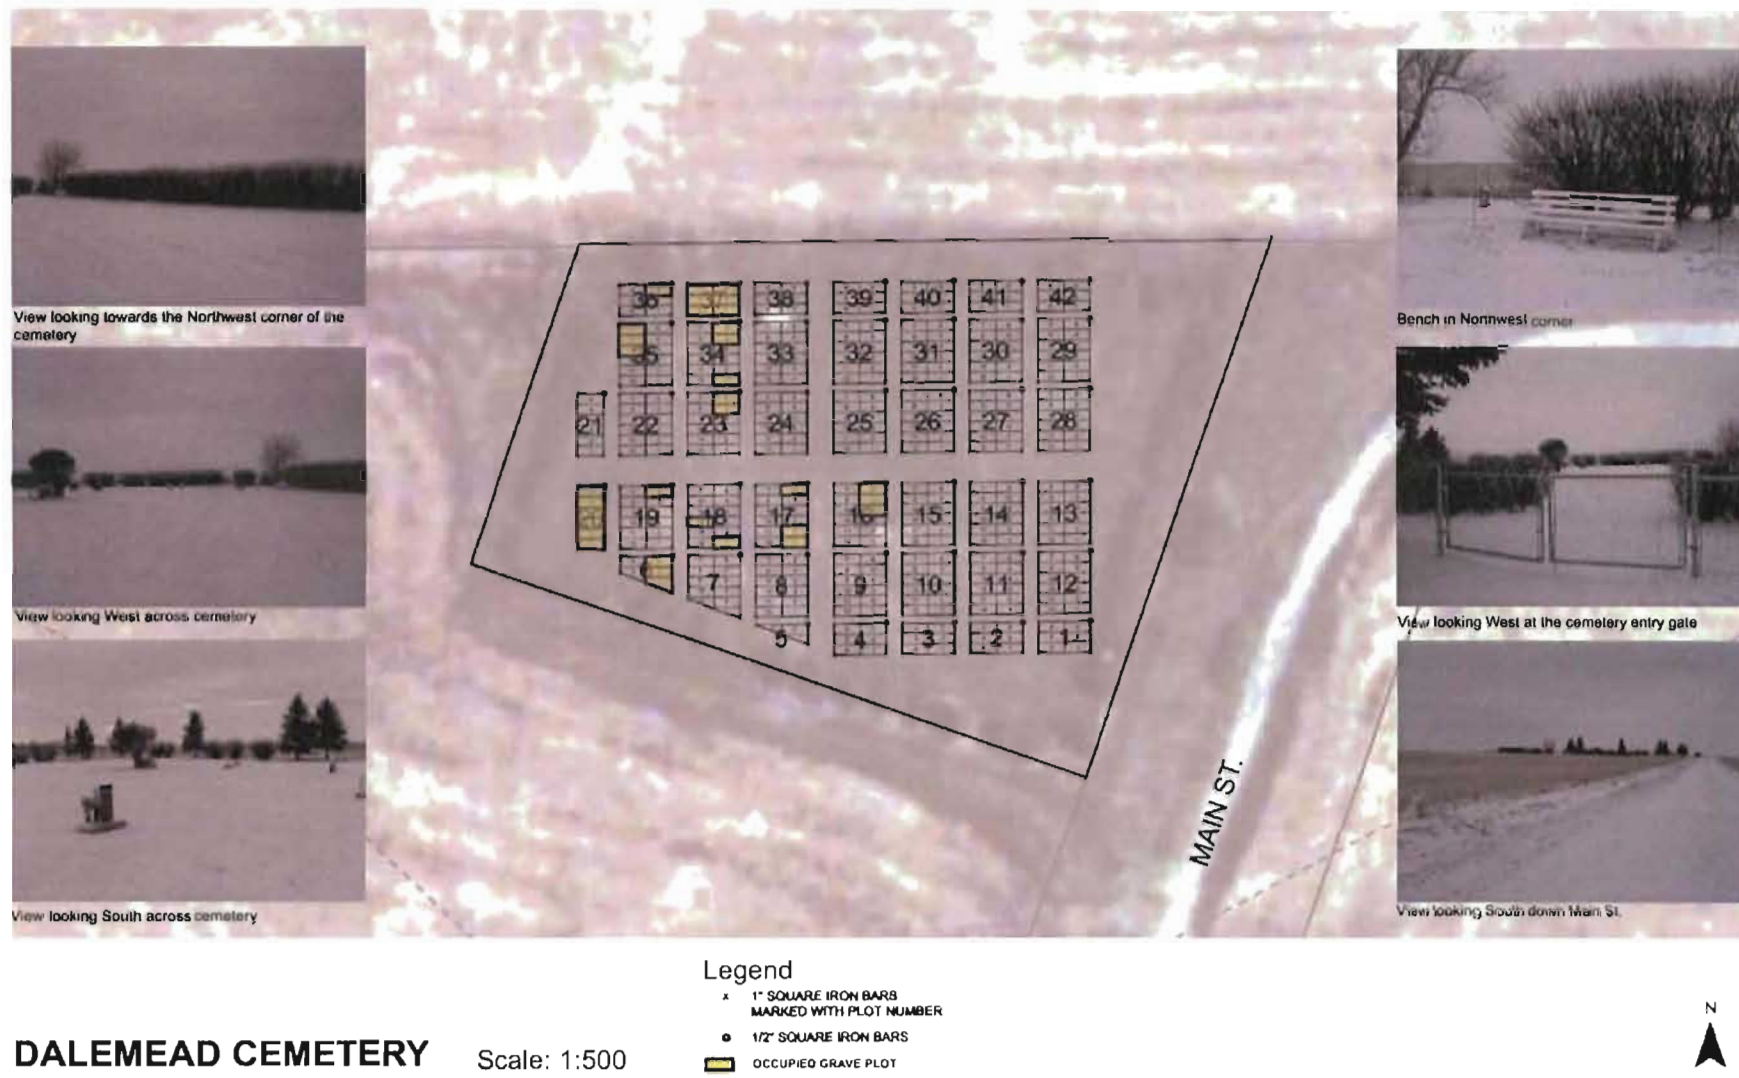 View looking towards the Northwest corner of the
cemetery
View looking West across cemetery
View looking South across cemetery
36 37 38 39 40 41 42
35 34 33 32 31 30 29
21 22 23 24 25 26 27 28
20 19 18 17 16 15 14 13
6 7 8 9 10 11 12
5 4 3 2 1
MAIN ST.
Bench in Northwest corner
View looking West at the cemetery entry gate
View looking South down Main St.
Legend
x 1" SQUARE IRON BARS
MARKED WITH PLOT NUMBER
1/2" SQUARE IRON BARS
OCCUPIED GRAVE PLOT
DALEMEAD CEMETERY
Scale: 1:500
N